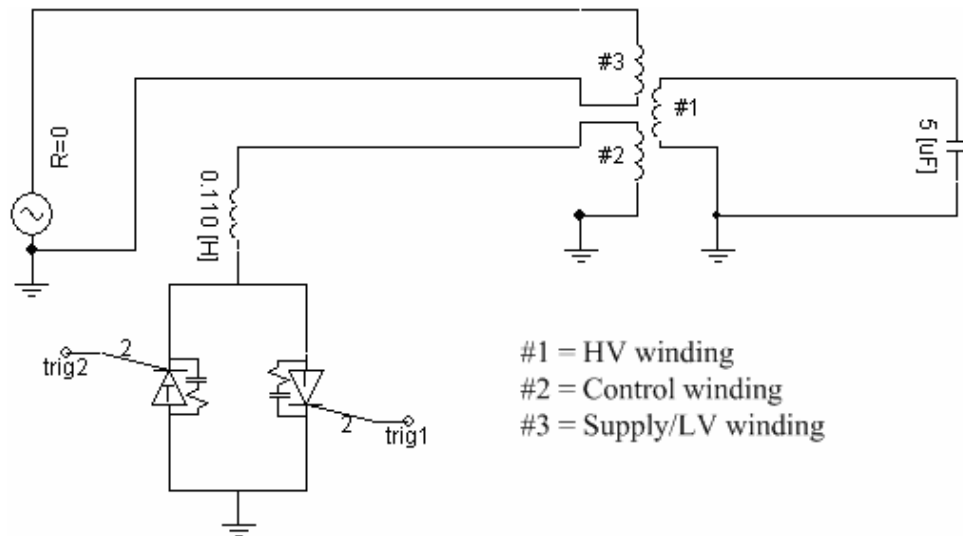 #3
#1
#2
R=0
5 [uF]
0.110 [H]
2
trig2
2
trig1
#1 = HV winding
#2 = Control winding
#3 = Supply/LV winding